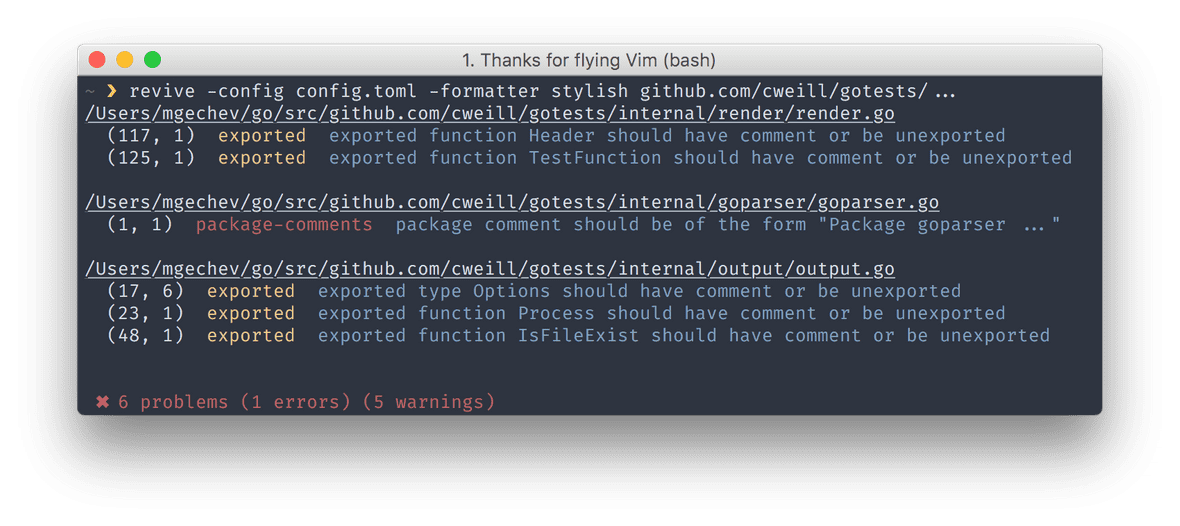 1. Thanks for flying Vim (bash)
~ ❯ revive -config config.toml -formatter stylish github.com/cweill/gotests/...
/Users/mgechev/go/src/github.com/cweill/gotests/internal/render/render.go
(117, 1) exported exported function Header should have comment or be unexported
(125, 1) exported exported function TestFunction should have comment or be unexported
/Users/mgechev/go/src/github.com/cweill/gotests/internal/goparser/goparser.go
(1, 1) package-comments package comment should be of the form "Package goparser ..."
/Users/mgechev/go/src/github.com/cweill/gotests/internal/output/output.go
(17, 6) exported exported type Options should have comment or be unexported
(23, 1) exported exported function Process should have comment or be unexported
(48, 1) exported exported function IsFileExist should have comment or be unexported
✖ 6 problems (1 errors) (5 warnings)